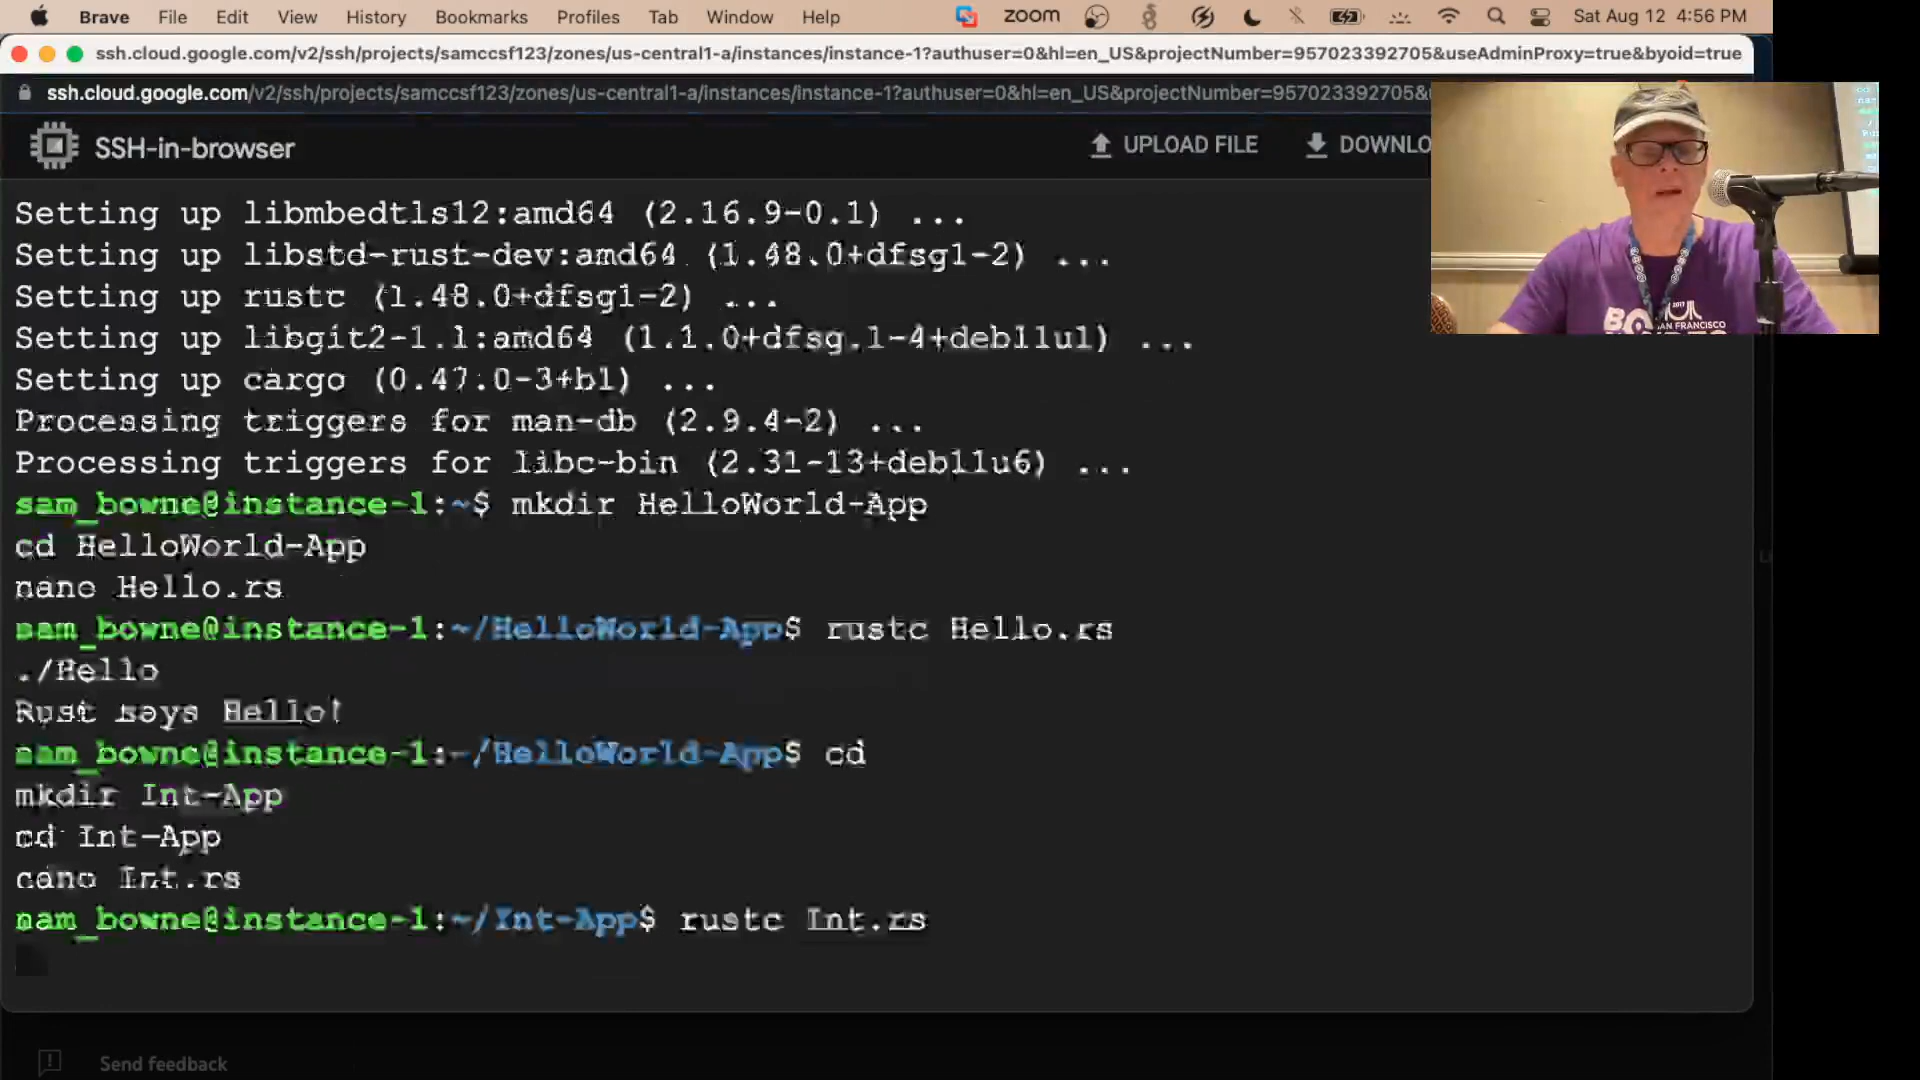 Brave File Edit View History Bookmarks Profiles Tab Window Help zoom Sat Aug 12 4:56 PM
ssh.cloud.google.com/v2/ssh/projects/samccsf123/zones/us-central1-a/instances/instance-1?authuser=0&hl=en_US&projectNumber=957023392705&useAdminProxy=true&byoid=true
ssh.cloud.google.com/v2/ssh/projects/samccsf123/zones/us-central1-a/instances/instance-1?authuser=0&hl=en_US&projectNumber=957023392705&
SSH-in-browser UPLOAD FILE DOWNLO
Setting up libmbedtls12:amd64 (2.16.9-0.1) ...
Setting up libstd-rust-dev:amd64 (1.48.0+dfsg1-2) ...
Setting up rustc (1.48.0+dfsg1-2) ...
Setting up libgit2-1.1:amd64 (1.1.0+dfsg.1-4+deb11u1) ...
Setting up cargo (0.47.0-3+b1) ...
Processing triggers for man-db (2.9.4-2) ...
Processing triggers for libc-bin (2.31-13+deb11u6) ...
sam_bowne@instance-1:~$ mkdir HelloWorld-App
cd HelloWorld-App
nano Hello.rs
sam_bowne@instance-1:~/HelloWorld-App$ rustc Hello.rs
./Hello
Rust says Hello!
sam_bowne@instance-1:~/HelloWorld-App$ cd
mkdir Int-App
cd Int-App
nano Int.rs
sam_bowne@instance-1:~/Int-App$ rustc Int.rs
SAN FRANCISCO
Send feedback